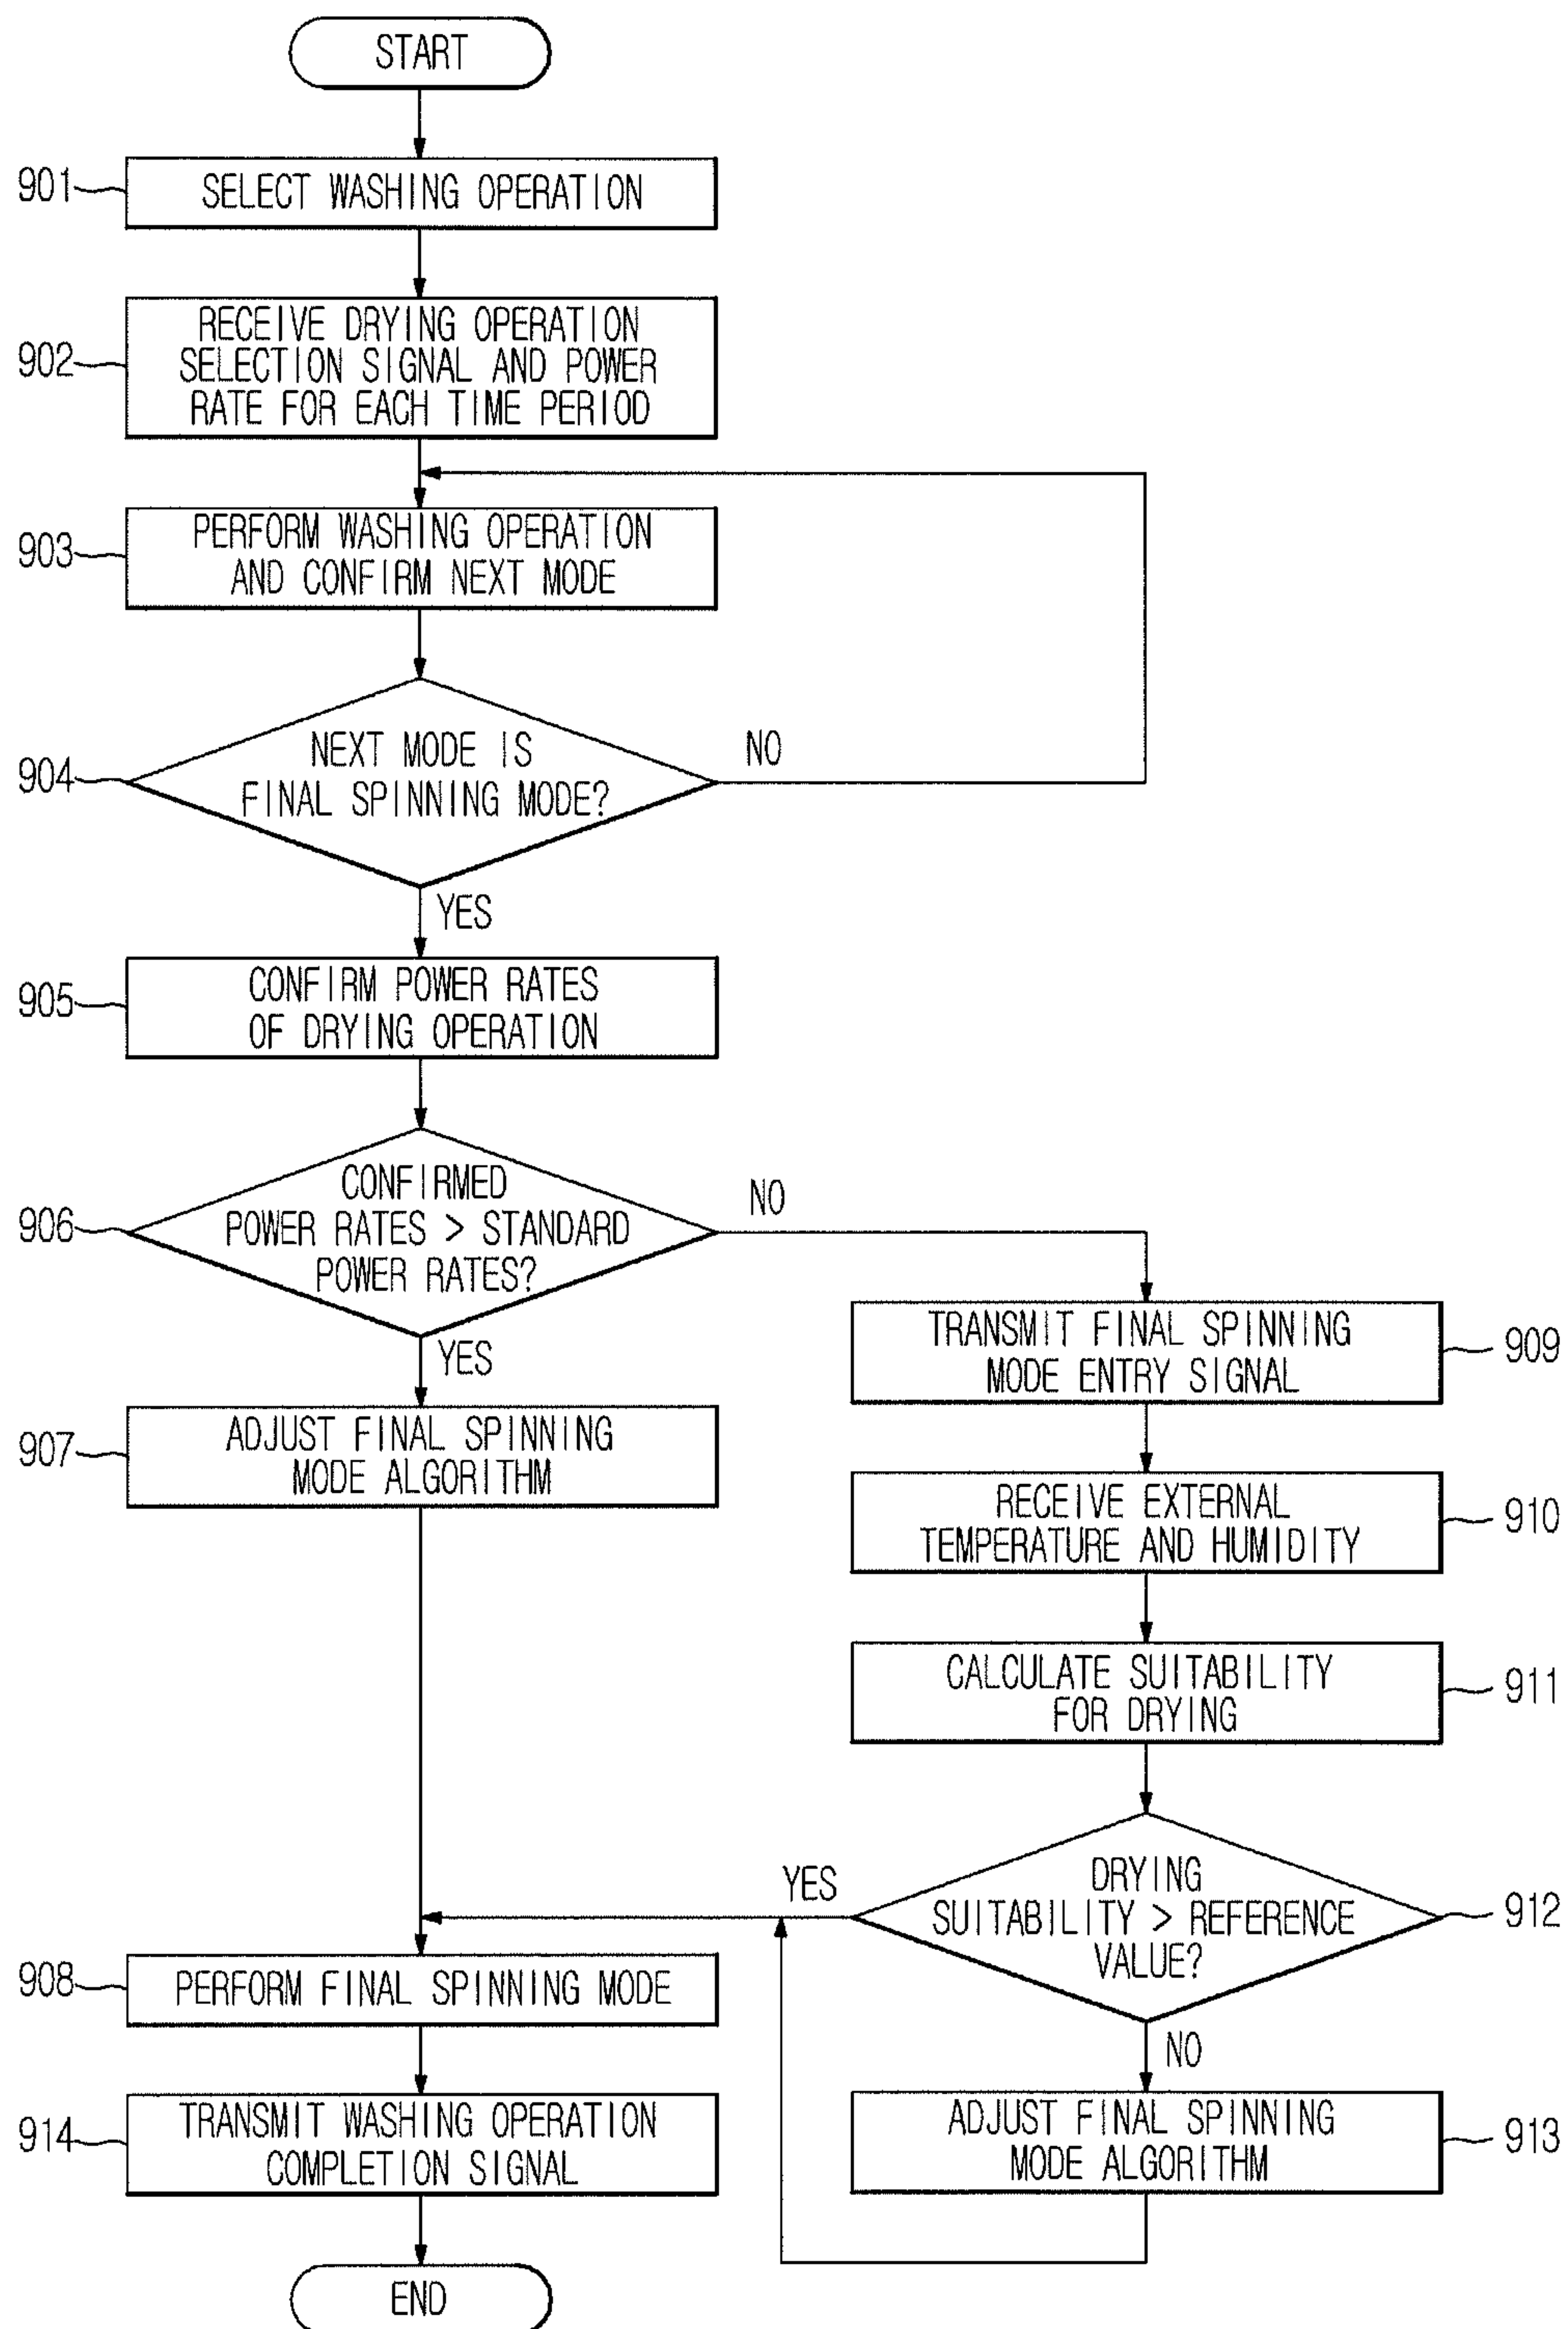 START
901
SELECT WASHING OPERATION
902
RECEIVE DRYING OPERATION
SELECTION SIGNAL AND POWER
RATE FOR EACH TIME PERIOD
903
PERFORM WASHING OPERATION
AND CONFIRM NEXT MODE
904
NEXT MODE IS
FINAL SPINNING MODE?
NO
YES
905
CONFIRM POWER RATES
OF DRYING OPERATION
906
CONFIRMED
POWER RATES > STANDARD
POWER RATES?
NO
YES
907
ADJUST FINAL SPINNING
MODE ALGORITHM
TRANSMIT FINAL SPINNING
MODE ENTRY SIGNAL
909
RECEIVE EXTERNAL
TEMPERATURE AND HUMIDITY
910
CALCULATE SUITABILITY
FOR DRYING
911
DRYING
SUITABILITY > REFERENCE
VALUE?
912
YES
NO
ADJUST FINAL SPINNING
MODE ALGORITHM
913
908
PERFORM FINAL SPINNING MODE
914
TRANSMIT WASHING OPERATION
COMPLETION SIGNAL
END